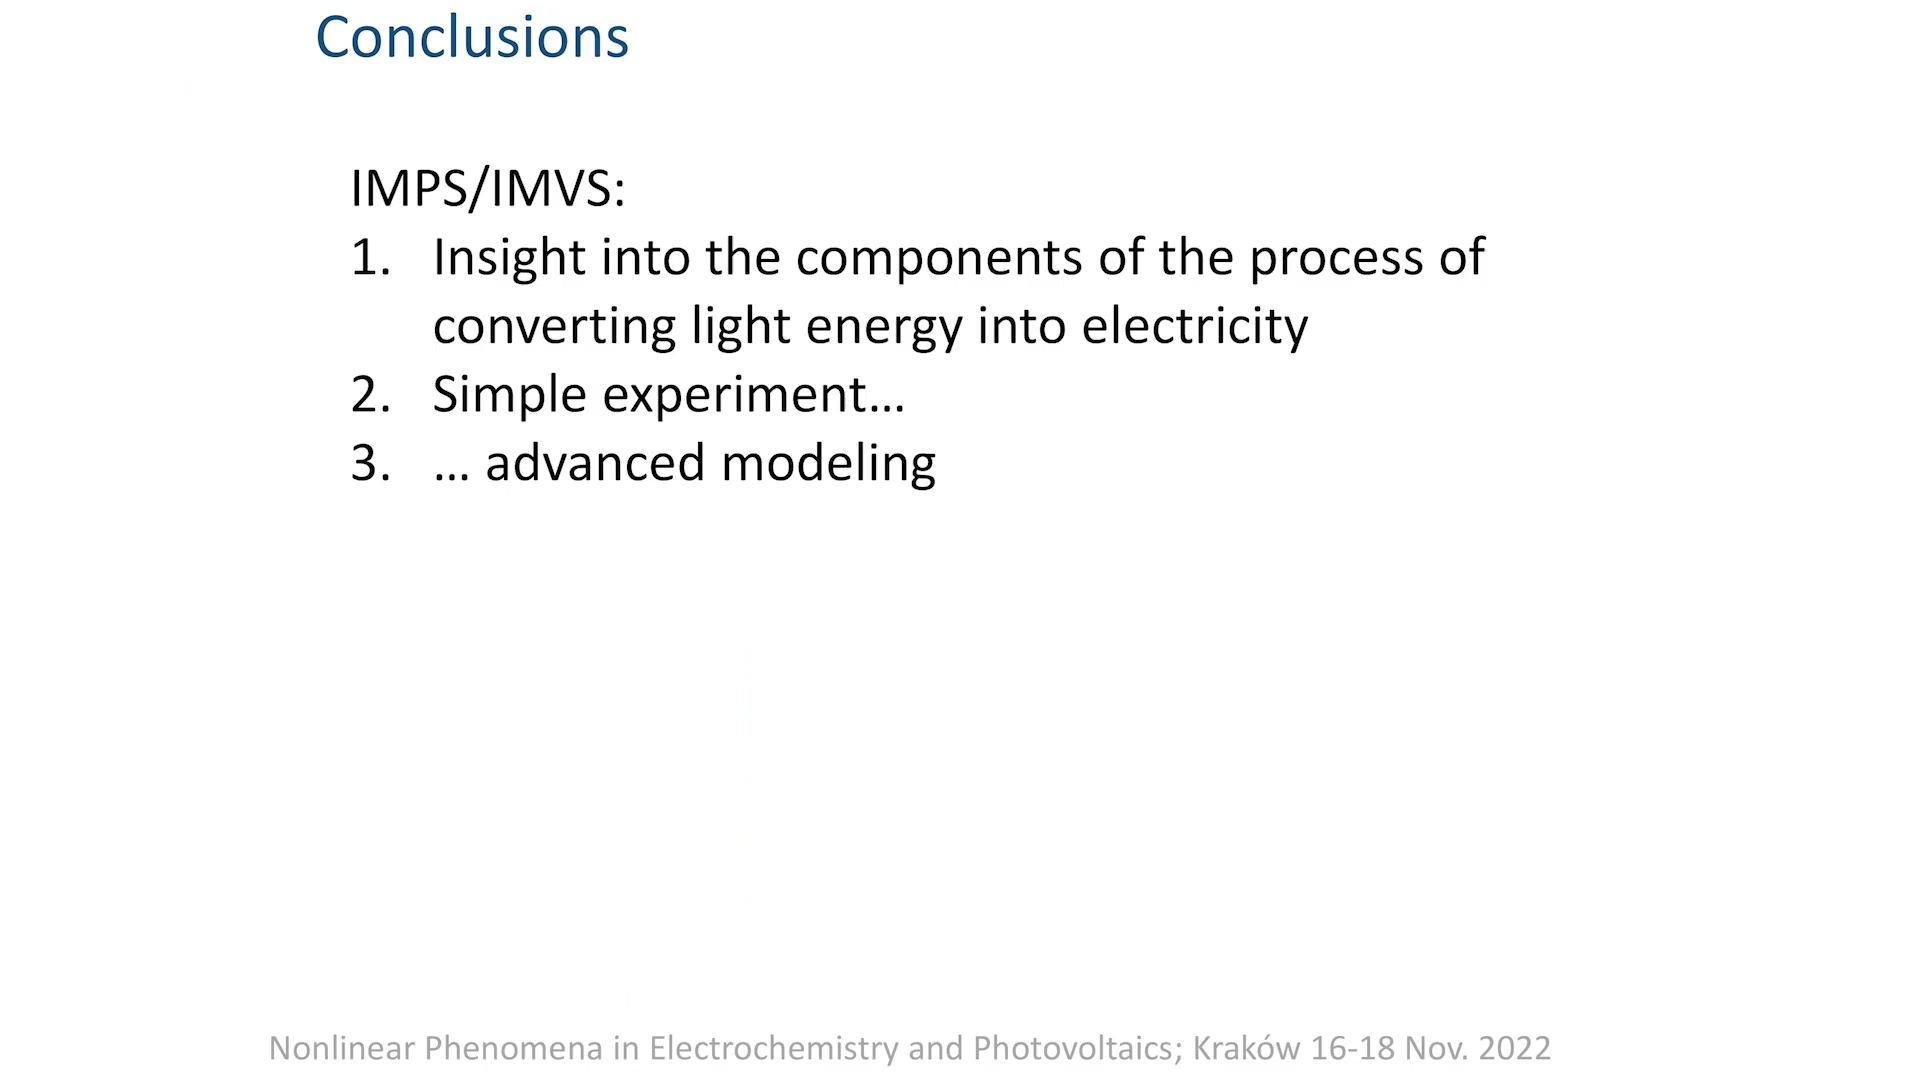 Conclusions
IMPS/IMVS:
1. Insight into the components of the process of
converting light energy into electricity
2. Simple experiment…
3. … advanced modeling
Nonlinear Phenomena in Electrochemistry and Photovoltaics; Kraków 16-18 Nov. 2022